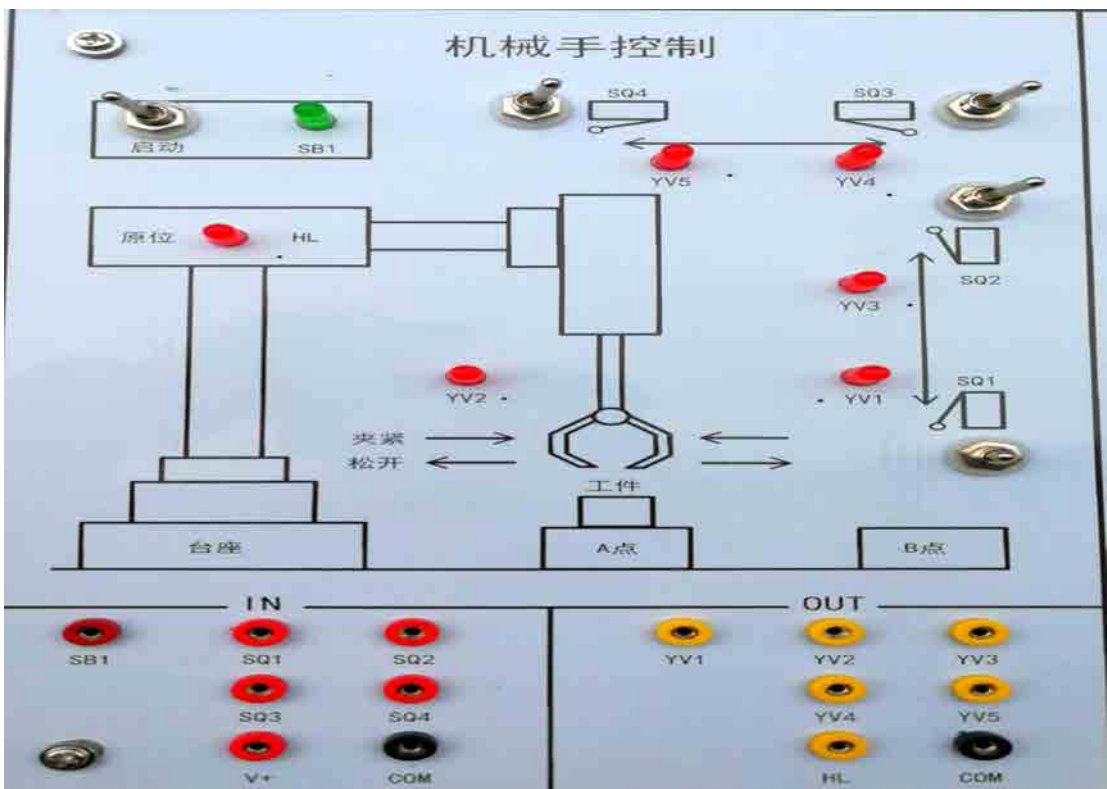 机械手控制
SQ4 SQ3
启动 SB1
YV5 YV4
原位 HL
SQ2
YV3
SQ1
YV2 YV1
夹紧
松开
工件
台座 A点 B点
IN OUT
SB1 SQ1 SQ2 YV1 YV2 YV3
SQ3 SQ4 YV4 YV5
V+ COM HL COM